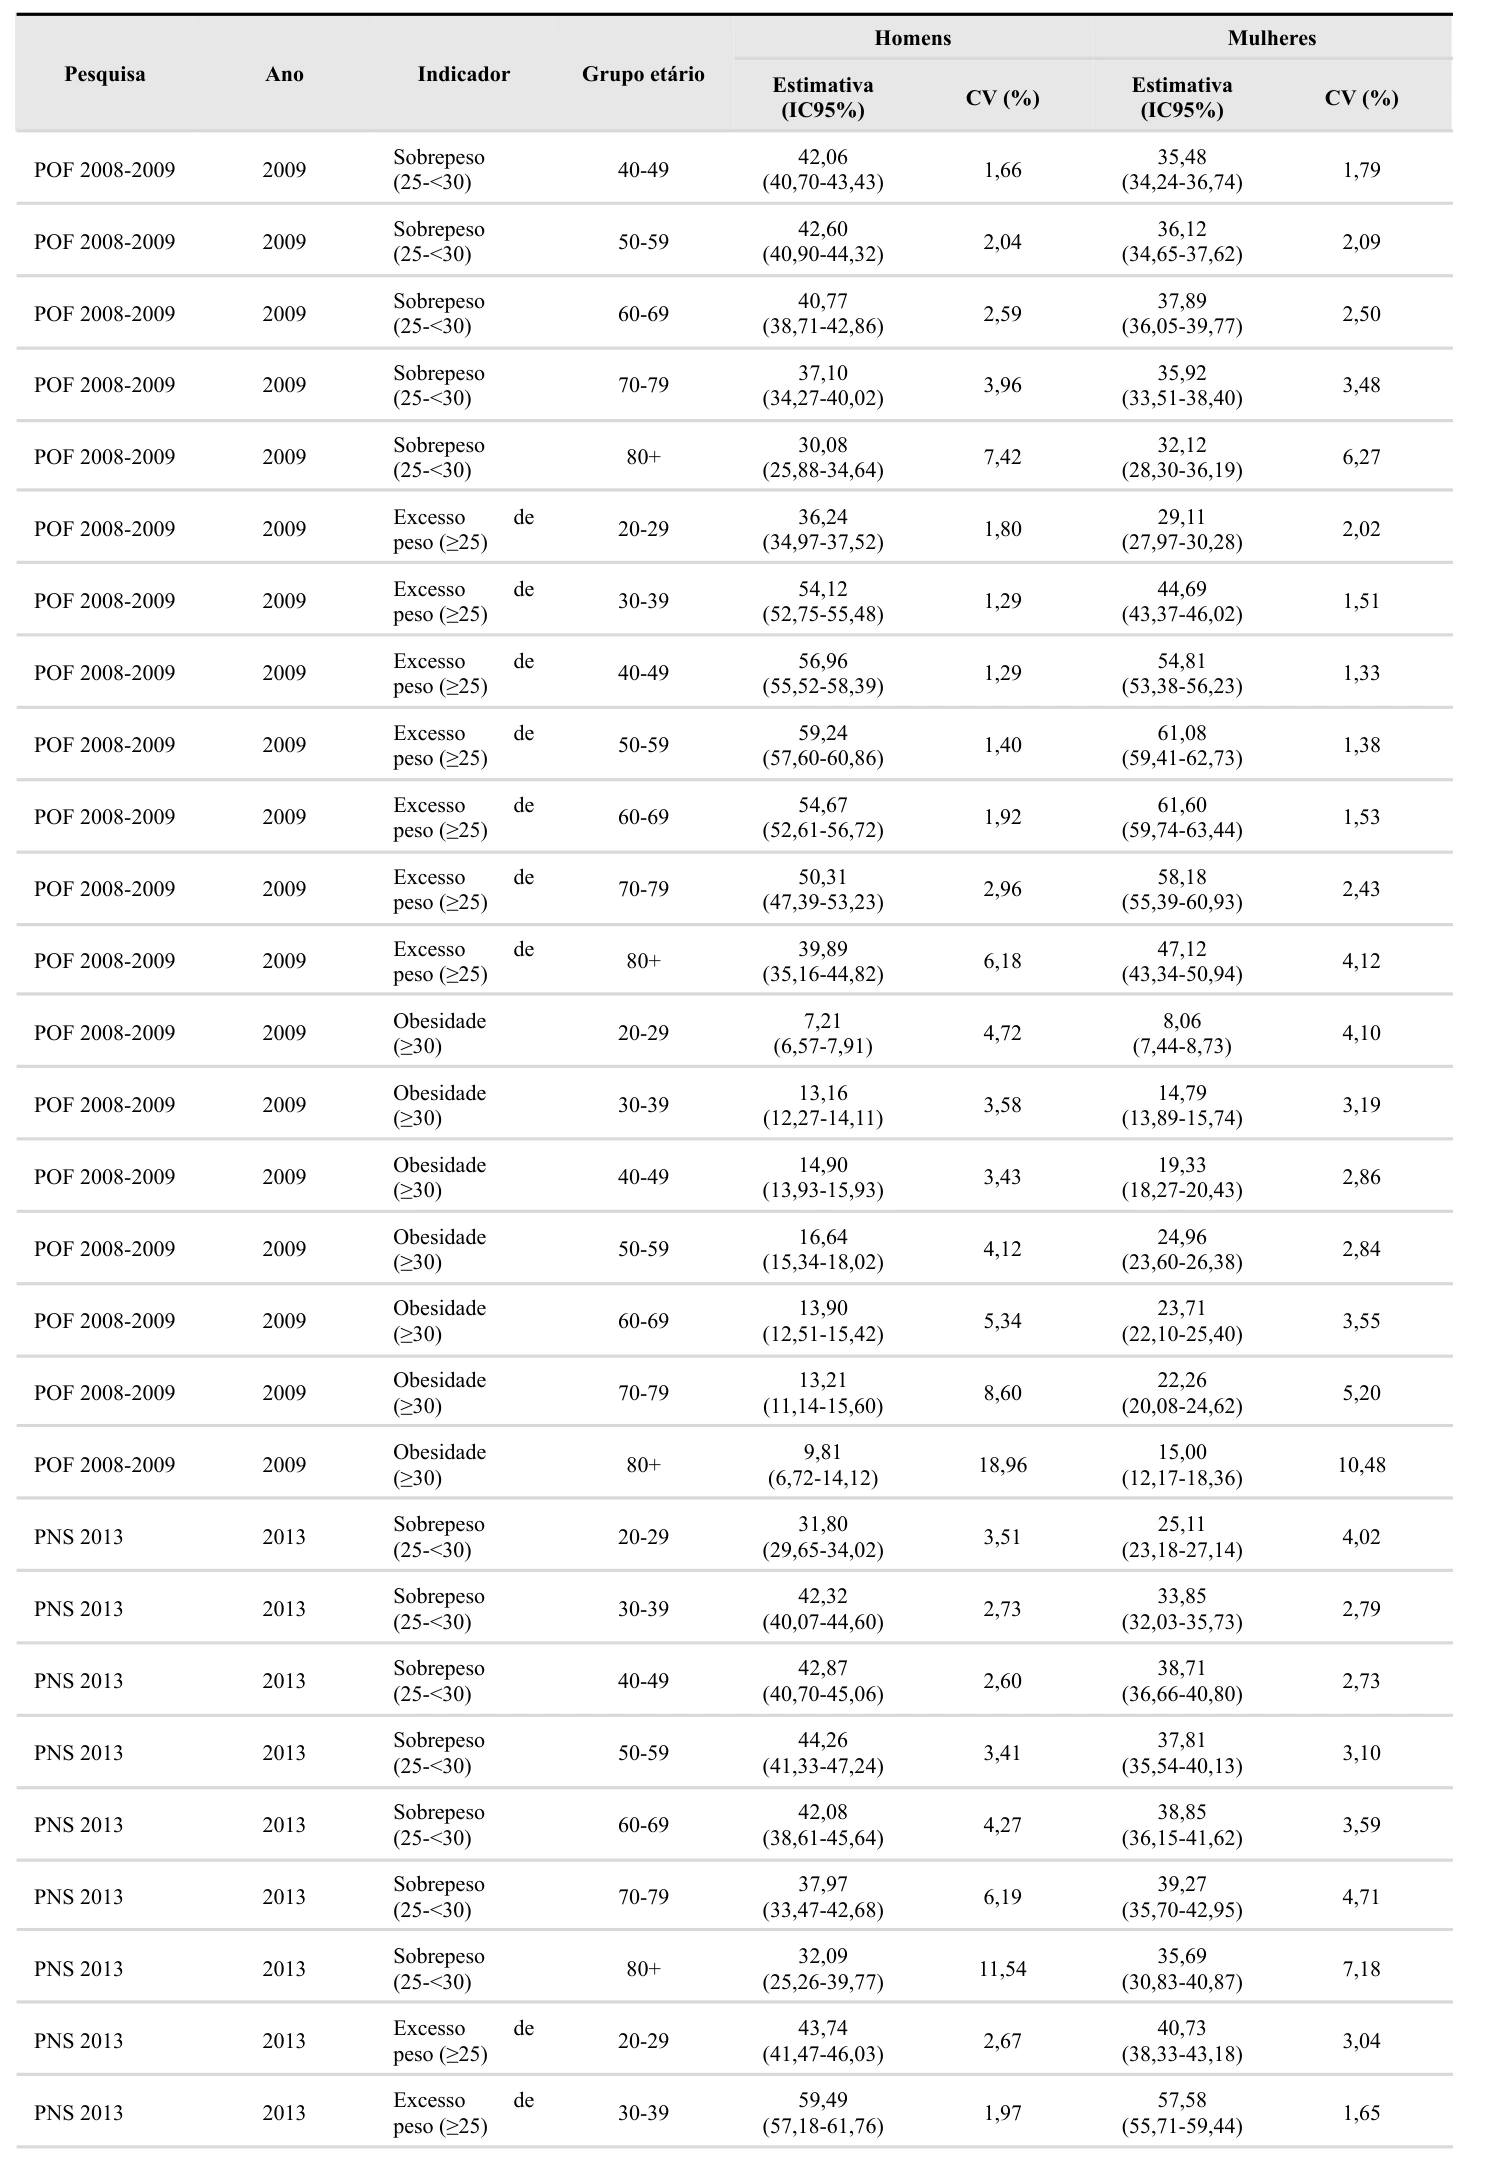 Homens Mulheres
Pesquisa Ano Indicador Grupo etário Estimativa (IC95%) CV (%) Estimativa (IC95%) CV (%)
POF 2008-2009 2009 Sobrepeso (25-<30) 40-49 42,06 (40,70-43,43) 1,66 35,48 (34,24-36,74) 1,79
POF 2008-2009 2009 Sobrepeso (25-<30) 50-59 42,60 (40,90-44,32) 2,04 36,12 (34,65-37,62) 2,09
POF 2008-2009 2009 Sobrepeso (25-<30) 60-69 40,77 (38,71-42,86) 2,59 37,89 (36,05-39,77) 2,50
POF 2008-2009 2009 Sobrepeso (25-<30) 70-79 37,10 (34,27-40,02) 3,96 35,92 (33,51-38,40) 3,48
POF 2008-2009 2009 Sobrepeso (25-<30) 80+ 30,08 (25,88-34,64) 7,42 32,12 (28,30-36,19) 6,27
POF 2008-2009 2009 Excesso de peso (≥25) 20-29 36,24 (34,97-37,52) 1,80 29,11 (27,97-30,28) 2,02
POF 2008-2009 2009 Excesso de peso (≥25) 30-39 54,12 (52,75-55,48) 1,29 44,69 (43,37-46,02) 1,51
POF 2008-2009 2009 Excesso de peso (≥25) 40-49 56,96 (55,52-58,39) 1,29 54,81 (53,38-56,23) 1,33
POF 2008-2009 2009 Excesso de peso (≥25) 50-59 59,24 (57,60-60,86) 1,40 61,08 (59,41-62,73) 1,38
POF 2008-2009 2009 Excesso de peso (≥25) 60-69 54,67 (52,61-56,72) 1,92 61,60 (59,74-63,44) 1,53
POF 2008-2009 2009 Excesso de peso (≥25) 70-79 50,31 (47,39-53,23) 2,96 58,18 (55,39-60,93) 2,43
POF 2008-2009 2009 Excesso de peso (≥25) 80+ 39,89 (35,16-44,82) 6,18 47,12 (43,34-50,94) 4,12
POF 2008-2009 2009 Obesidade (≥30) 20-29 7,21 (6,57-7,91) 4,72 8,06 (7,44-8,73) 4,10
POF 2008-2009 2009 Obesidade (≥30) 30-39 13,16 (12,27-14,11) 3,58 14,79 (13,89-15,74) 3,19
POF 2008-2009 2009 Obesidade (≥30) 40-49 14,90 (13,93-15,93) 3,43 19,33 (18,27-20,43) 2,86
POF 2008-2009 2009 Obesidade (≥30) 50-59 16,64 (15,34-18,02) 4,12 24,96 (23,60-26,38) 2,84
POF 2008-2009 2009 Obesidade (≥30) 60-69 13,90 (12,51-15,42) 5,34 23,71 (22,10-25,40) 3,55
POF 2008-2009 2009 Obesidade (≥30) 70-79 13,21 (11,14-15,60) 8,60 22,26 (20,08-24,62) 5,20
POF 2008-2009 2009 Obesidade (≥30) 80+ 9,81 (6,72-14,12) 18,96 15,00 (12,17-18,36) 10,48
PNS 2013 2013 Sobrepeso (25-<30) 20-29 31,80 (29,65-34,02) 3,51 25,11 (23,18-27,14) 4,02
PNS 2013 2013 Sobrepeso (25-<30) 30-39 42,32 (40,07-44,60) 2,73 33,85 (32,03-35,73) 2,79
PNS 2013 2013 Sobrepeso (25-<30) 40-49 42,87 (40,70-45,06) 2,60 38,71 (36,66-40,80) 2,73
PNS 2013 2013 Sobrepeso (25-<30) 50-59 44,26 (41,33-47,24) 3,41 37,81 (35,54-40,13) 3,10
PNS 2013 2013 Sobrepeso (25-<30) 60-69 42,08 (38,61-45,64) 4,27 38,85 (36,15-41,62) 3,59
PNS 2013 2013 Sobrepeso (25-<30) 70-79 37,97 (33,47-42,68) 6,19 39,27 (35,70-42,95) 4,71
PNS 2013 2013 Sobrepeso (25-<30) 80+ 32,09 (25,26-39,77) 11,54 35,69 (30,83-40,87) 7,18
PNS 2013 2013 Excesso de peso (≥25) 20-29 43,74 (41,47-46,03) 2,67 40,73 (38,33-43,18) 3,04
PNS 2013 2013 Excesso de peso (≥25) 30-39 59,49 (57,18-61,76) 1,97 57,58 (55,71-59,44) 1,65